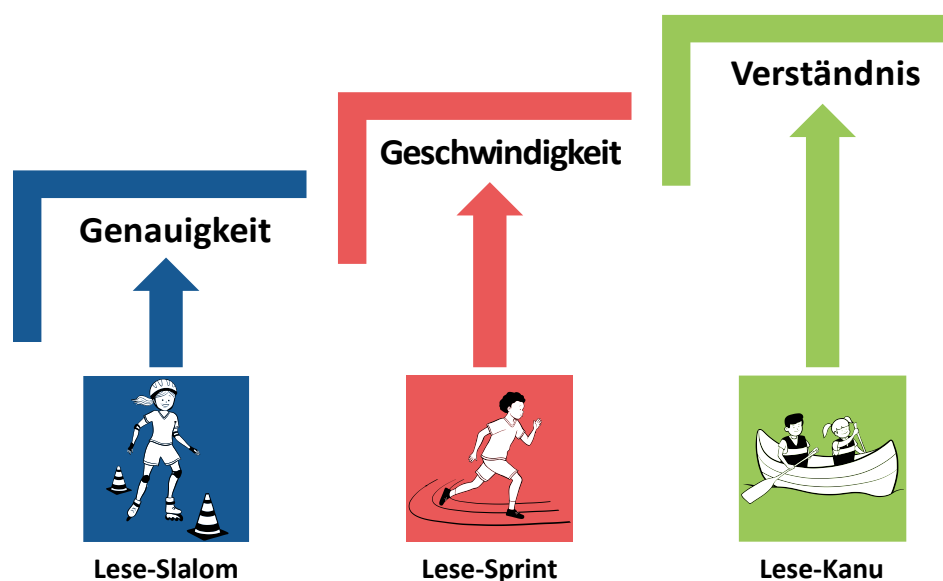 Verständnis
Geschwindigkeit
Genauigkeit
Lese-Slalom
Lese-Sprint
Lese-Kanu